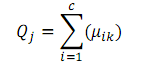 Q_j = \sum_{i=1}^{c} (\mu_{ik})